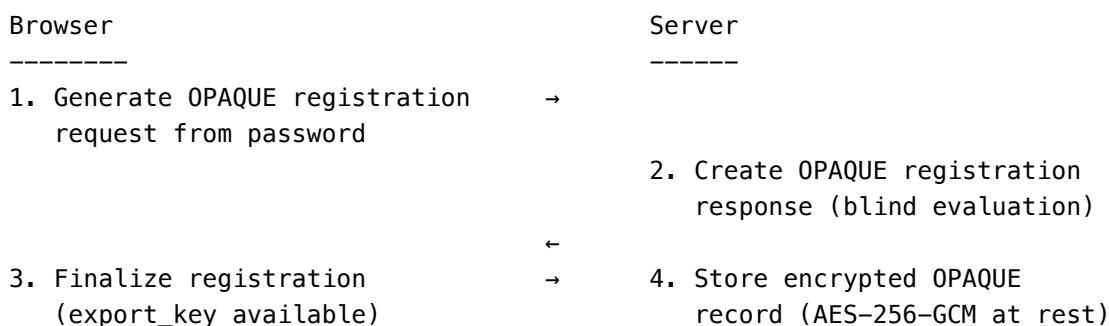 Browser                                    Server
--------                                   ------
1. Generate OPAQUE registration     →
   request from password
                                           2. Create OPAQUE registration
                                              response (blind evaluation)
                                    ←
3. Finalize registration            →      4. Store encrypted OPAQUE
   (export_key available)                     record (AES-256-GCM at rest)